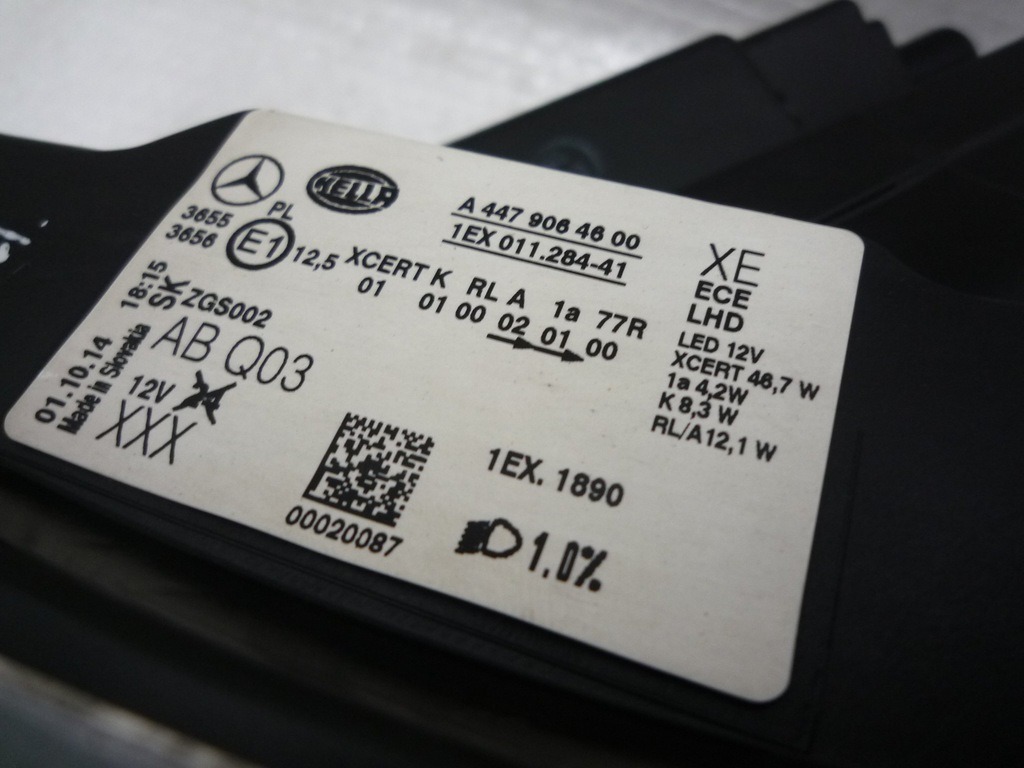 HELLA
PL
3655
3656
E1
12,5
A 447 906 46 00
1EX 011.284-41
XCERT K RL A 1a 77R
01 01 00 02 01 00
XE
ECE
LHD
LED 12V
XCERT 46,7 W
1a 4,2W
K 8,3 W
RL/A12,1 W
01.10.14 18:15
Made in Slovakia SK
ZGS002
AB Q03
12V
XXX
00020087
1EX. 1890
1.0%